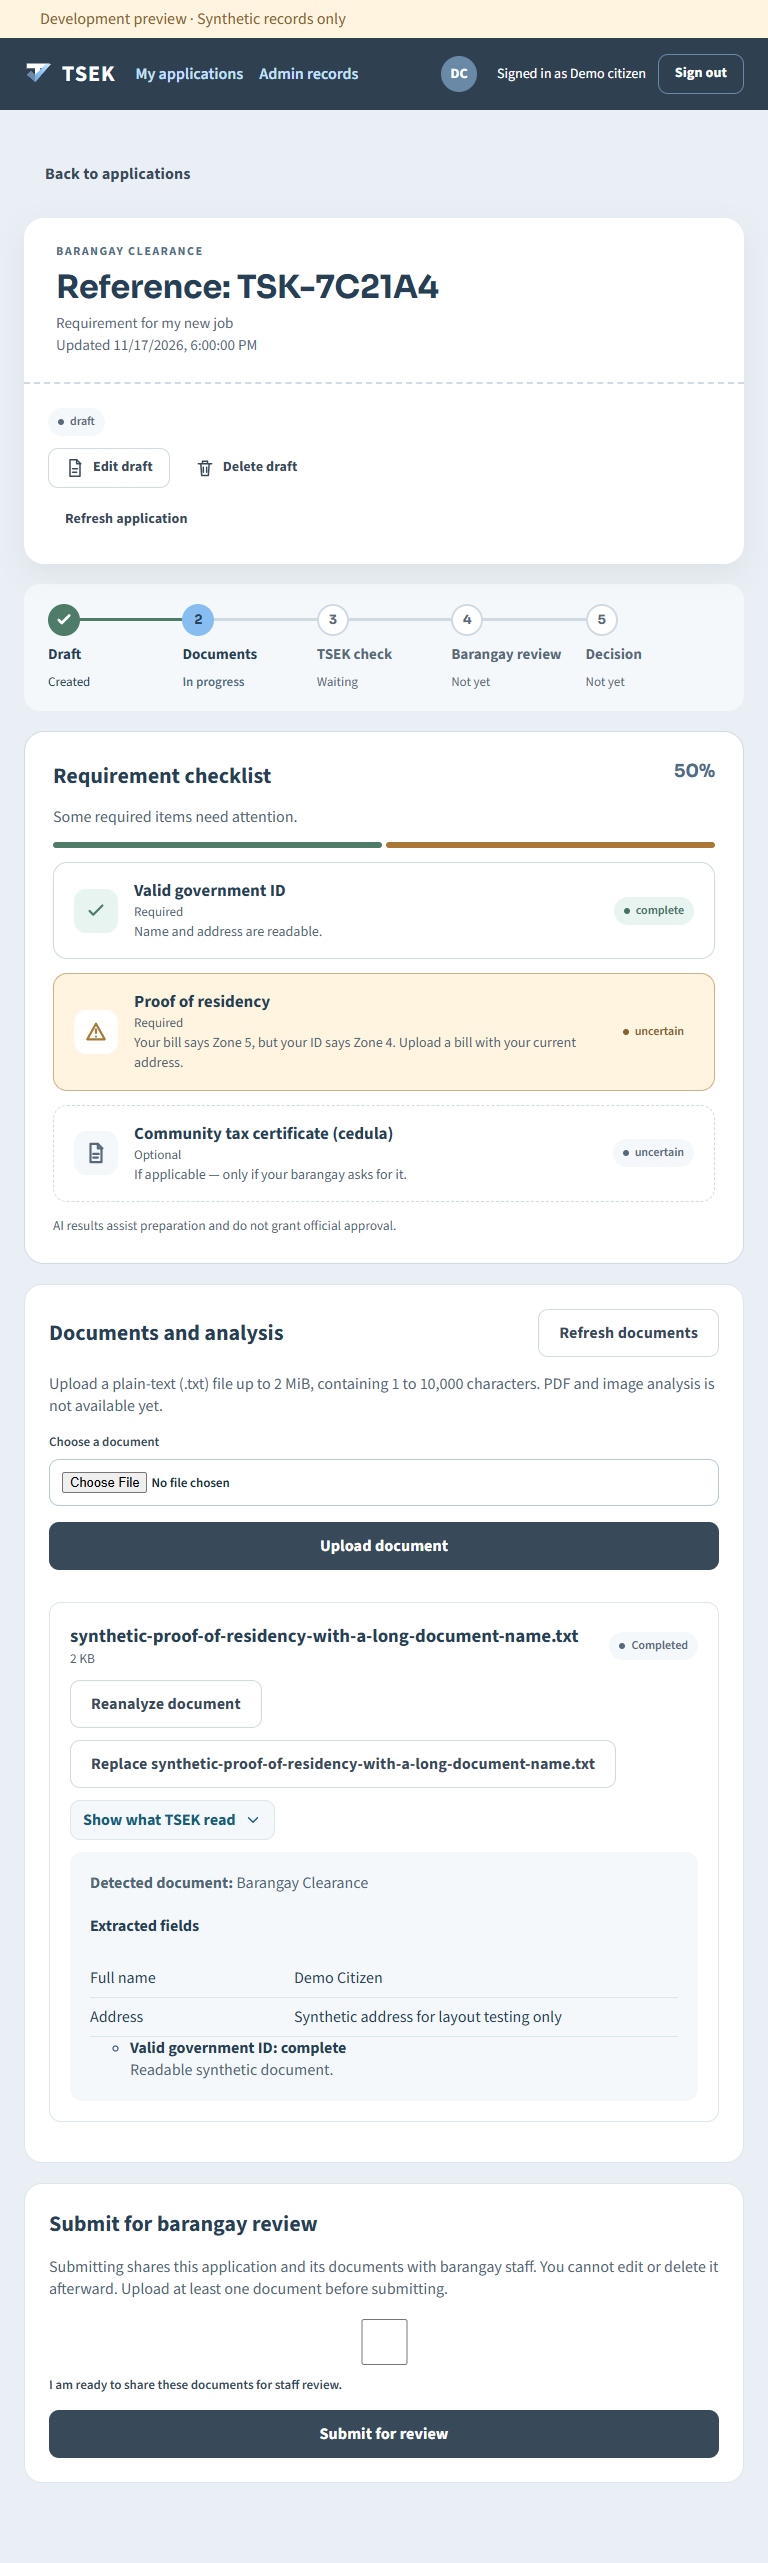 Development preview · Synthetic records only
TSEK
My applications
Admin records
DC
Signed in as Demo citizen
Sign out
Back to applications
BARANGAY CLEARANCE
Reference: TSK-7C21A4
Requirement for my new job
Updated 11/17/2026, 6:00:00 PM
draft
Edit draft
Delete draft
Refresh application
2
3
4
5
Draft
Documents
TSEK check
Barangay review
Decision
Created
In progress
Waiting
Not yet
Not yet
Requirement checklist
50%
Some required items need attention.
Valid government ID
Required
Name and address are readable.
complete
Proof of residency
Required
Your bill says Zone 5, but your ID says Zone 4. Upload a bill with your current
address.
uncertain
Community tax certificate (cedula)
Optional
If applicable — only if your barangay asks for it.
uncertain
AI results assist preparation and do not grant official approval.
Documents and analysis
Refresh documents
Upload a plain-text (.txt) file up to 2 MiB, containing 1 to 10,000 characters. PDF and image analysis is
not available yet.
Choose a document
Choose File No file chosen
Upload document
synthetic-proof-of-residency-with-a-long-document-name.txt
2 KB
Completed
Reanalyze document
Replace synthetic-proof-of-residency-with-a-long-document-name.txt
Show what TSEK read
Detected document: Barangay Clearance
Extracted fields
Full name Demo Citizen
Address Synthetic address for layout testing only
Valid government ID: complete
Readable synthetic document.
Submit for barangay review
Submitting shares this application and its documents with barangay staff. You cannot edit or delete it
afterward. Upload at least one document before submitting.
I am ready to share these documents for staff review.
Submit for review